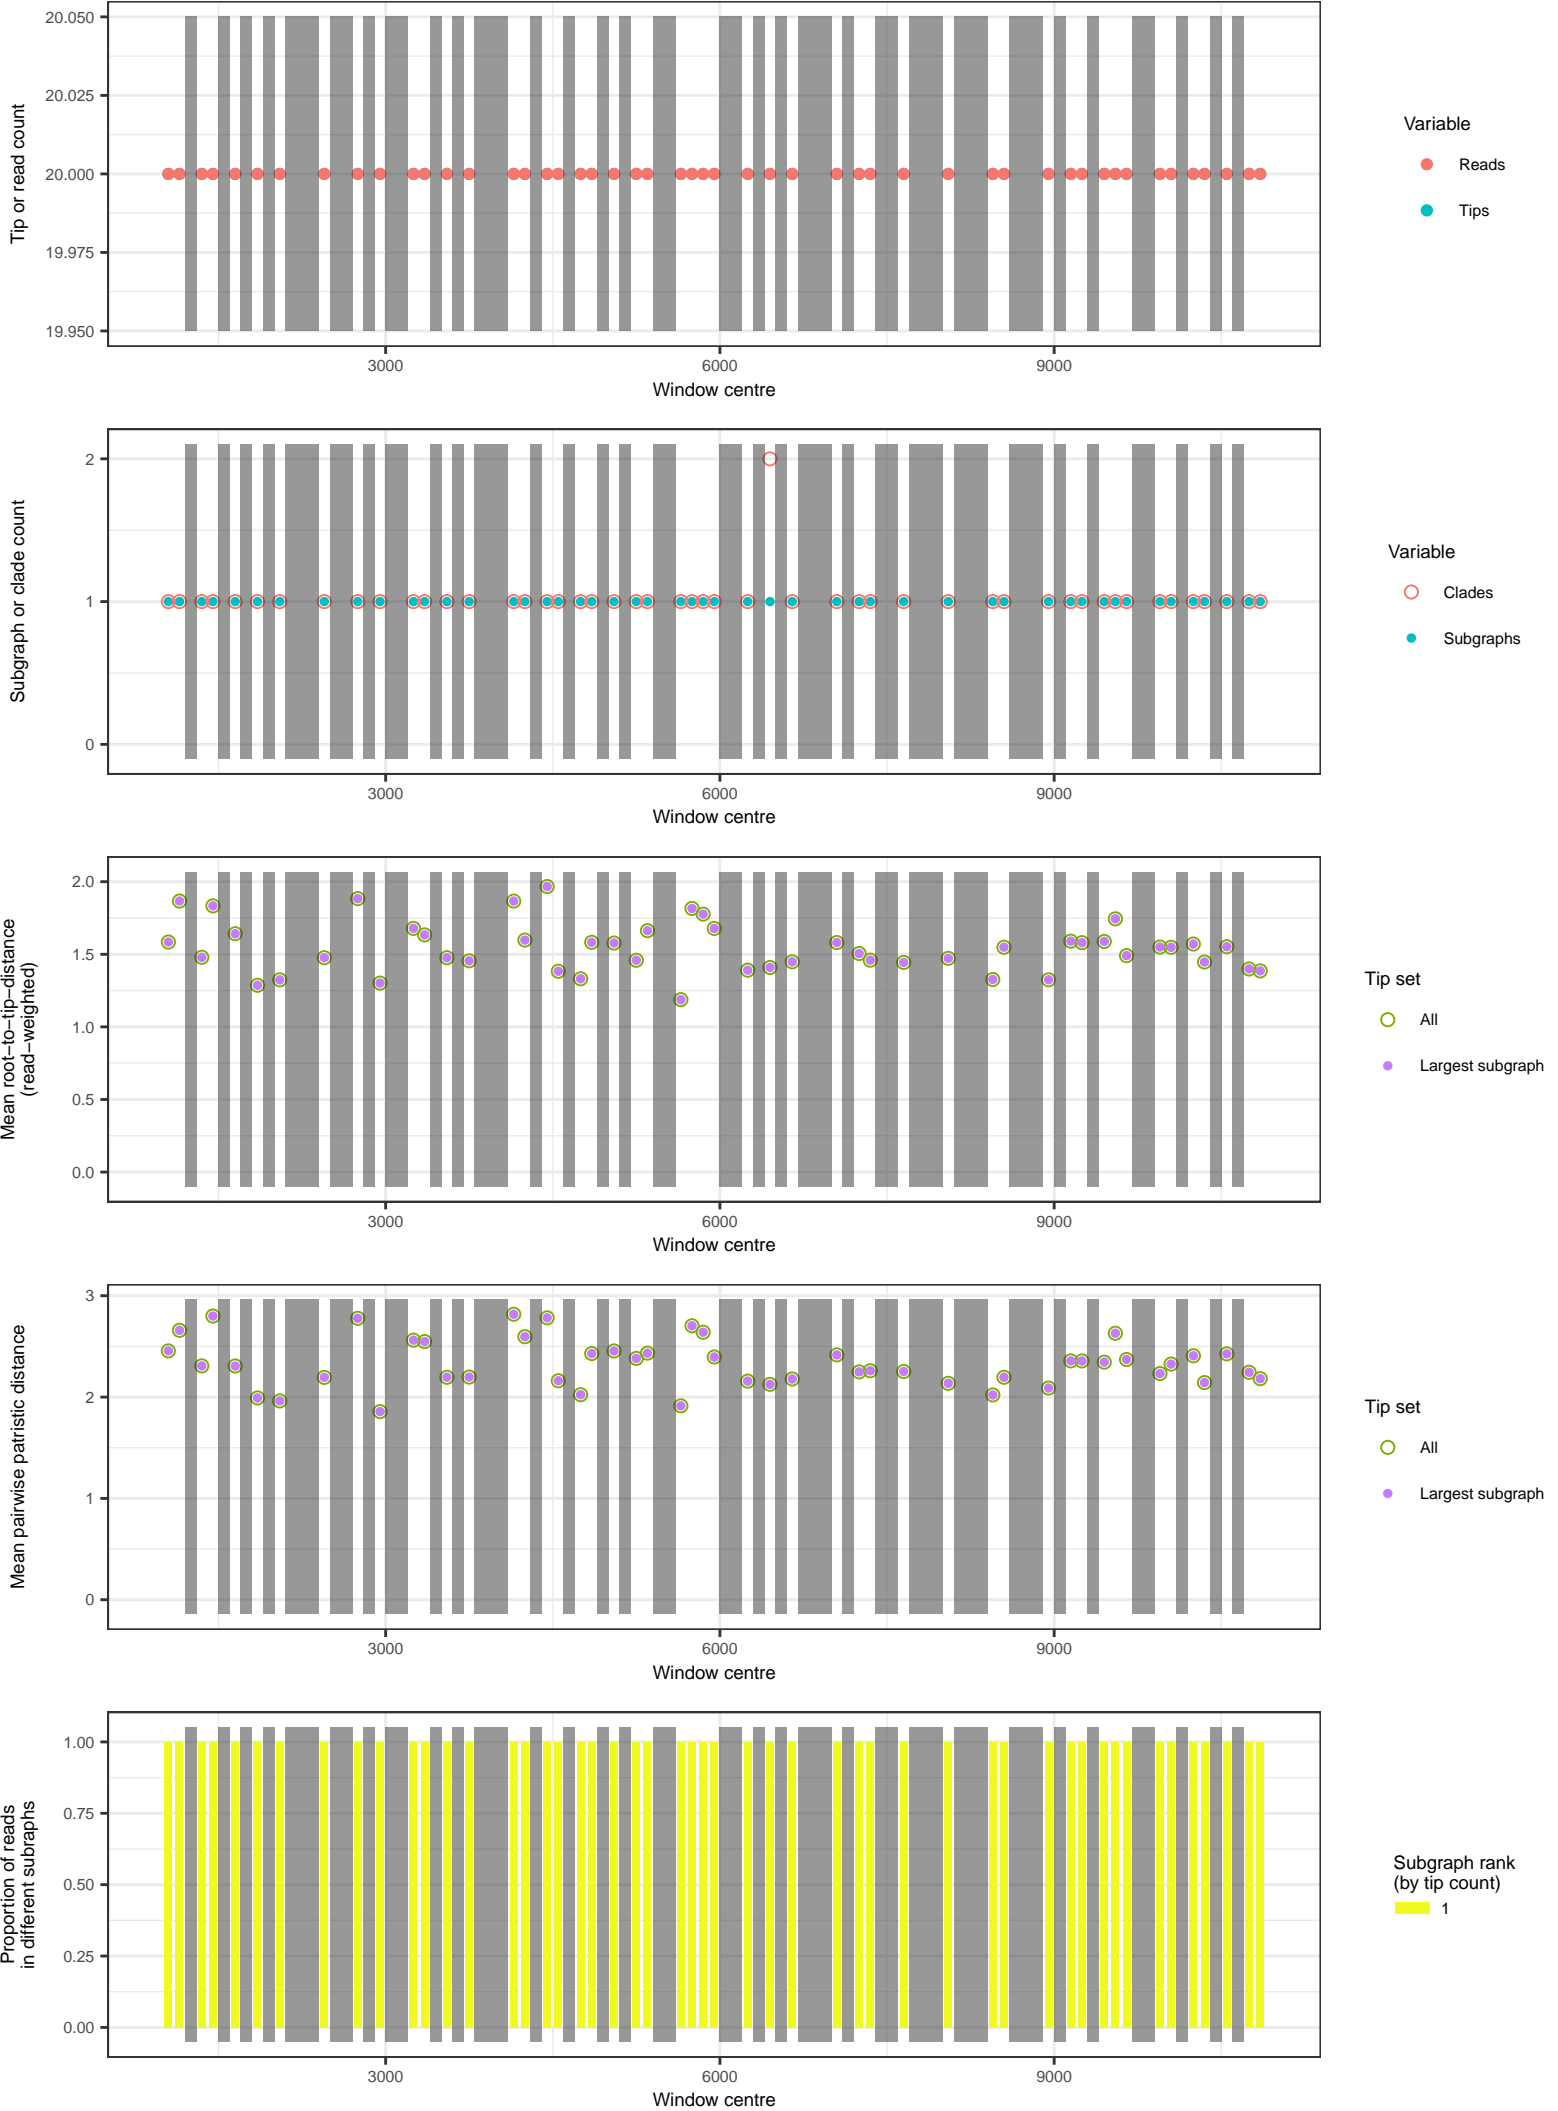 20.050
20.025
20.000
19.975
19.950
Tip or read count
3000
6000
9000
Window centre
Variable
Reads
Tips
2
1
0
Subgraph or clade count
3000
6000
9000
Window centre
Variable
Clades
Subgraphs
2.0
1.5
1.0
0.5
0.0
Mean root−to−tip−distance
(read−weighted)
3000
6000
9000
Window centre
Tip set
All
Largest subgraph
3
2
1
0
Mean pairwise patristic distance
3000
6000
9000
Window centre
Tip set
All
Largest subgraph
1.00
0.75
0.50
0.25
0.00
Proportion of reads
in different subraphs
3000
6000
9000
Window centre
Subgraph rank
(by tip count)
1